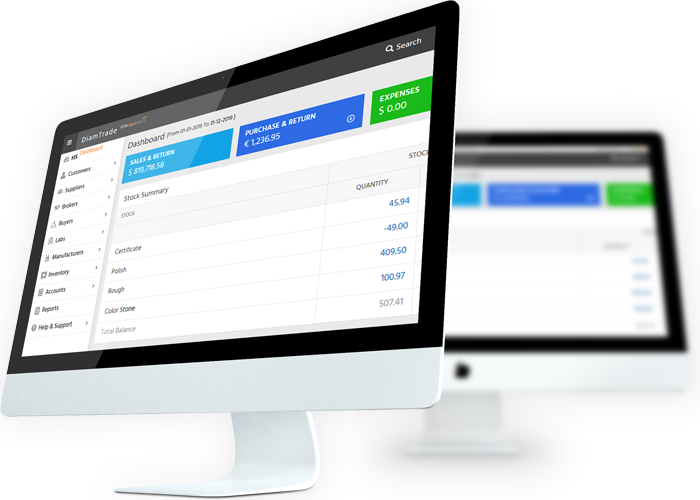 Search
DiamTrade
Dashboard (From 01-01-2019 To 31-12-2019 )
SALES & RETURN
$ 819,718.58
PURCHASE & RETURN
€ 1,236.95
EXPENSES
$ 0.00
HS Dashboard
Customers
Suppliers
Brokers
Buyers
Labs
Manufacturers
Inventory
Accounts
Reports
Help & Support
Stock Summary
STOCK
STOCK
QUANTITY
Certificate 45.94
Polish -49.00
Rough 409.50
Color Stone 100.97
Total Balance 507.41